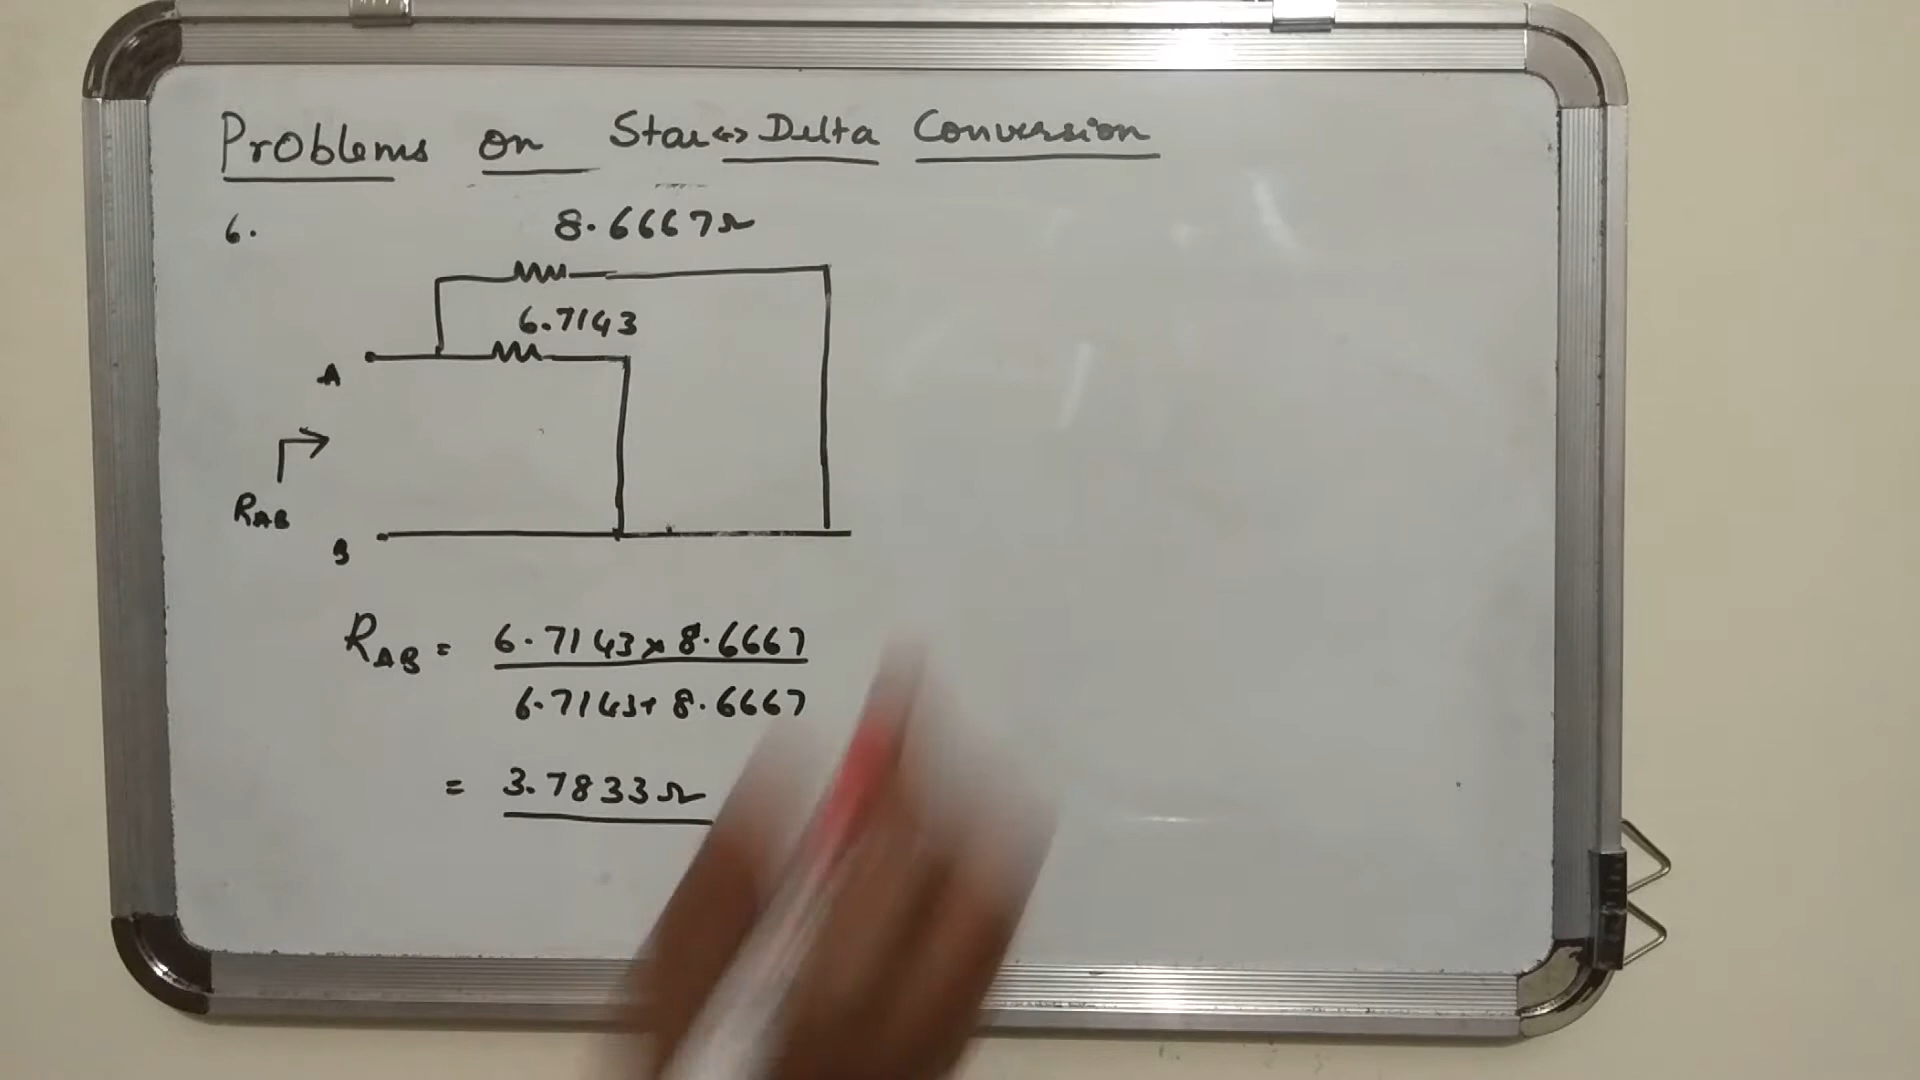 Problems on Star↔Delta Conversion
6.
8.6667Ω
6.7143
A
RAB
B
RAB = 6.7143 x 8.6667
6.7143 + 8.6667
= 3.7833Ω